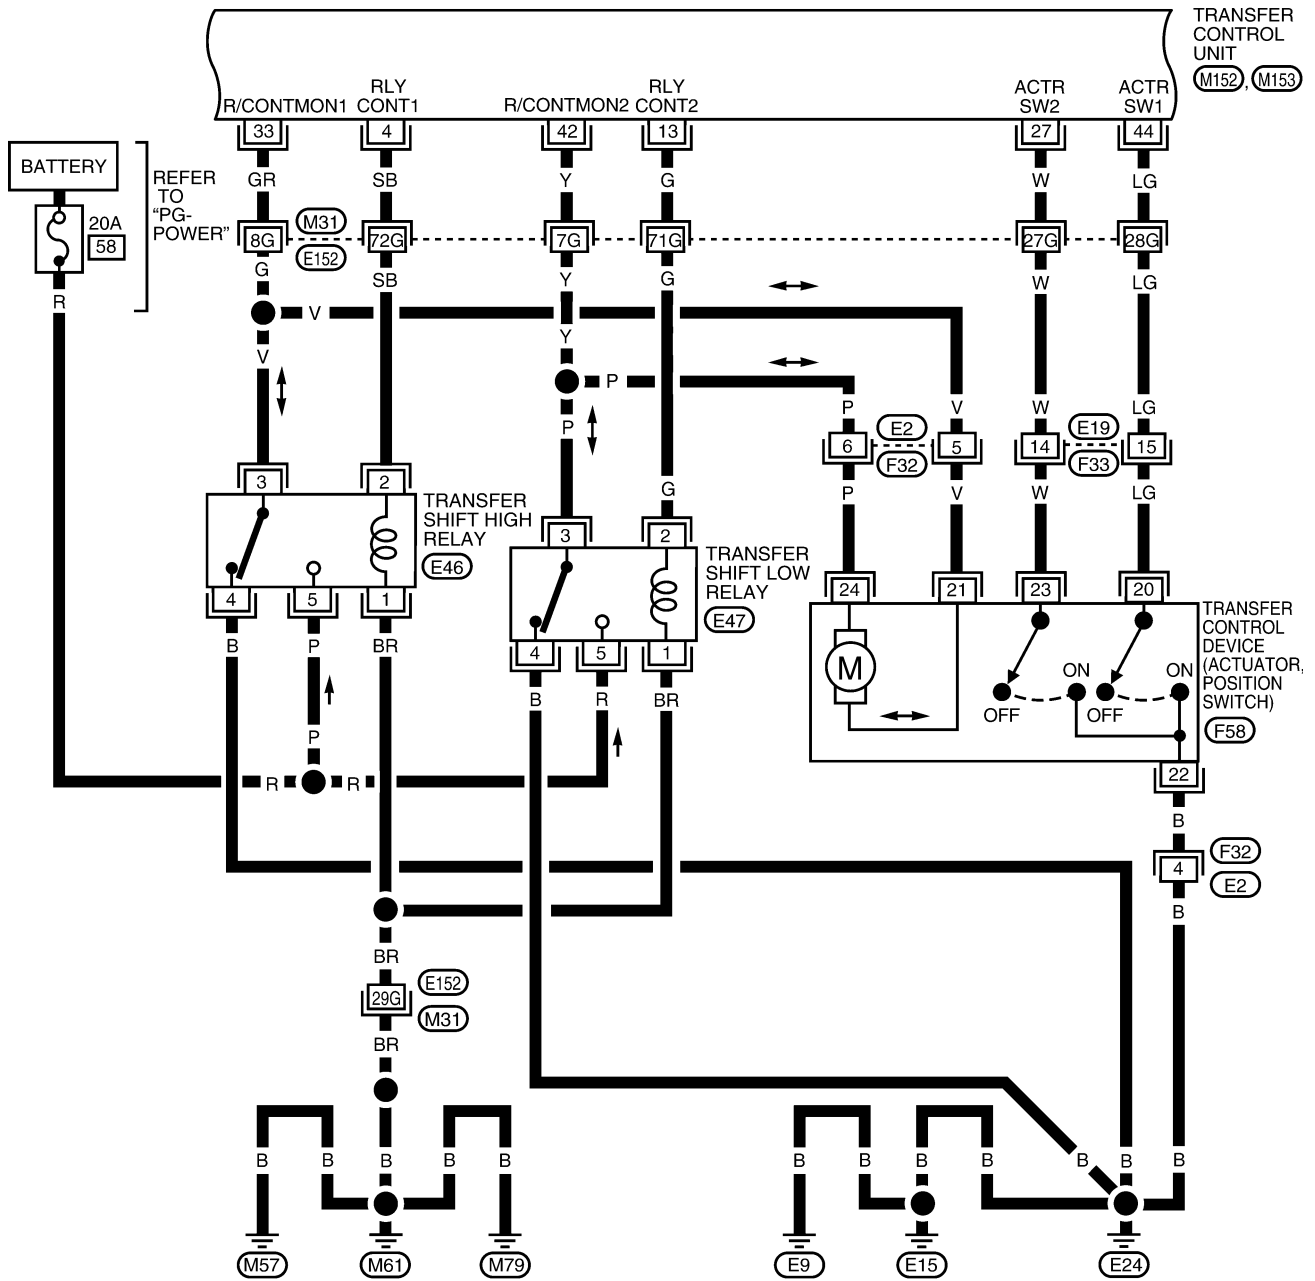 TRANSFER
CONTROL
UNIT
M152, M153
R/CONTMON1
RLY
CONT1
R/CONTMON2
RLY
CONT2
ACTR
SW2
ACTR
SW1
33
4
42
13
27
44
BATTERY
REFER
TO
"PG-
POWER"
20A
58
R
GR
SB
Y
G
W
LG
8G
M31
E152
72G
7G
71G
27G
28G
G
SB
Y
G
W
LG
V
Y
V
P
P
P
V
W
LG
6
E2
F32
5
14
E19
F33
15
P
V
W
LG
G
3
2
TRANSFER
SHIFT HIGH
RELAY
E46
4
5
1
3
2
TRANSFER
SHIFT LOW
RELAY
E47
4
5
1
24
21
23
20
TRANSFER
CONTROL
DEVICE
(ACTUATOR,
POSITION
SWITCH)
F58
M
ON
ON
OFF
OFF
22
B
P
BR
B
R
BR
P
R
R
B
4
F32
E2
B
BR
29G
E152
M31
BR
B
B
B
B
B
B
B
B
B
B
B
B
M57
M61
M79
E9
E15
E24